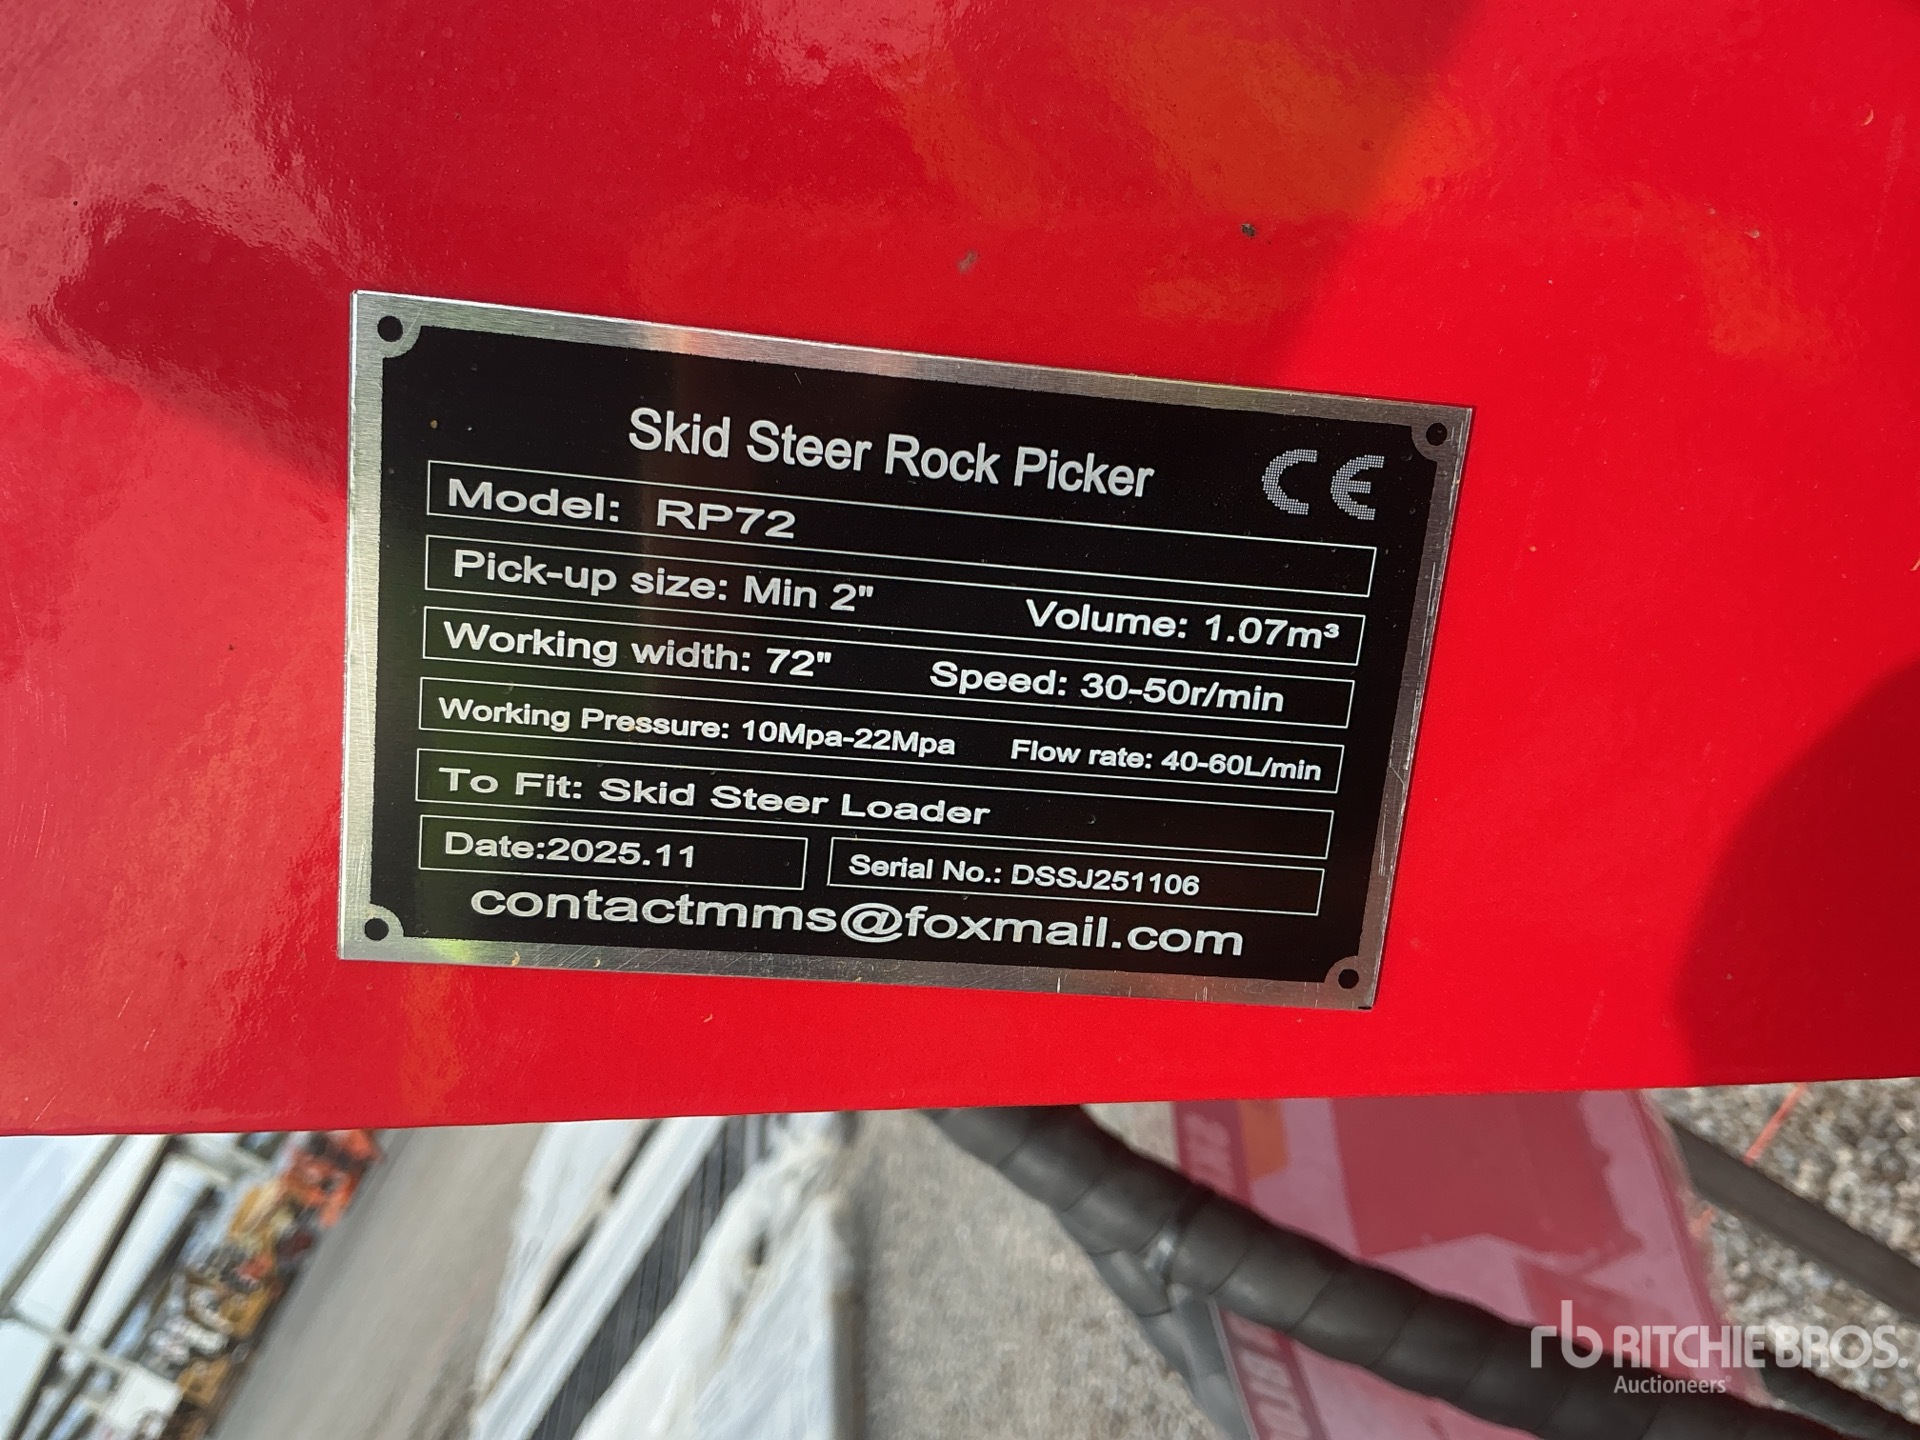 Skid Steer Rock Picker CE
Model: RP72
Pick-up size: Min 2" Volume: 1.07m³
Working width: 72" Speed: 30-50r/min
Working Pressure: 10Mpa-22Mpa Flow rate: 40-60L/min
To Fit: Skid Steer Loader
Date:2025.11 Serial No.: DSSJ251106
contactmms@foxmail.com
rb RITCHIE BROS.
Auctioneers